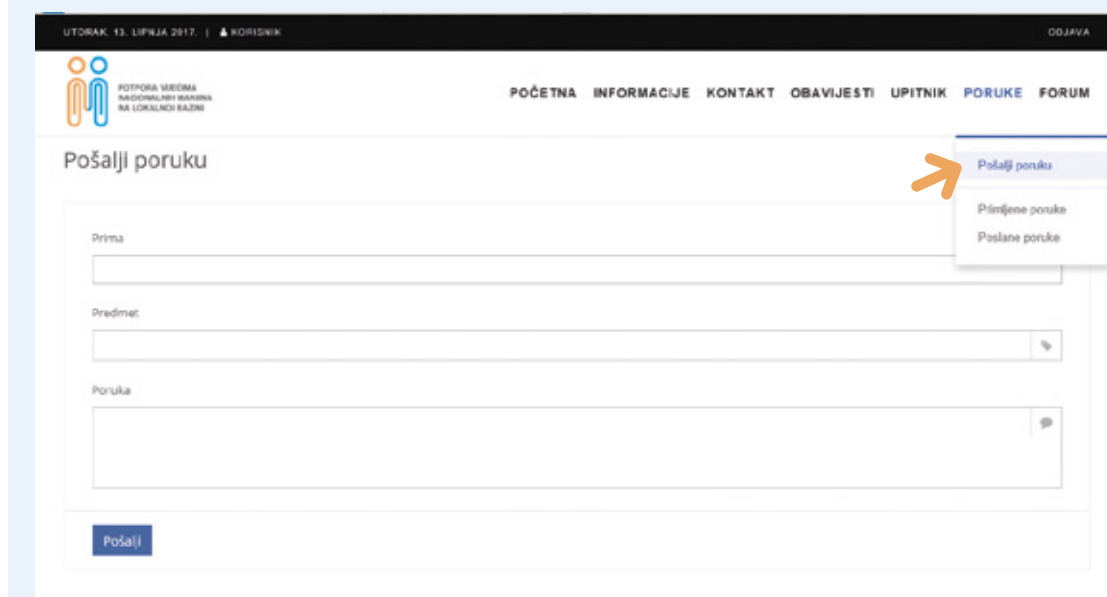 UTORAK, 13. LIPNJA 2017. | KORISNIK
ODJAVA
POTPORA VIJEĆIMA
NACIONALNIH MANJINA
NA LOKALNOJ RAZINI
POČETNA INFORMACIJE KONTAKT OBAVIJESTI UPITNIK PORUKE FORUM
Pošalji poruku
Pošalji poruku
Primljene poruke
Poslane poruke
Prima
Predmet
Poruka
Pošalji